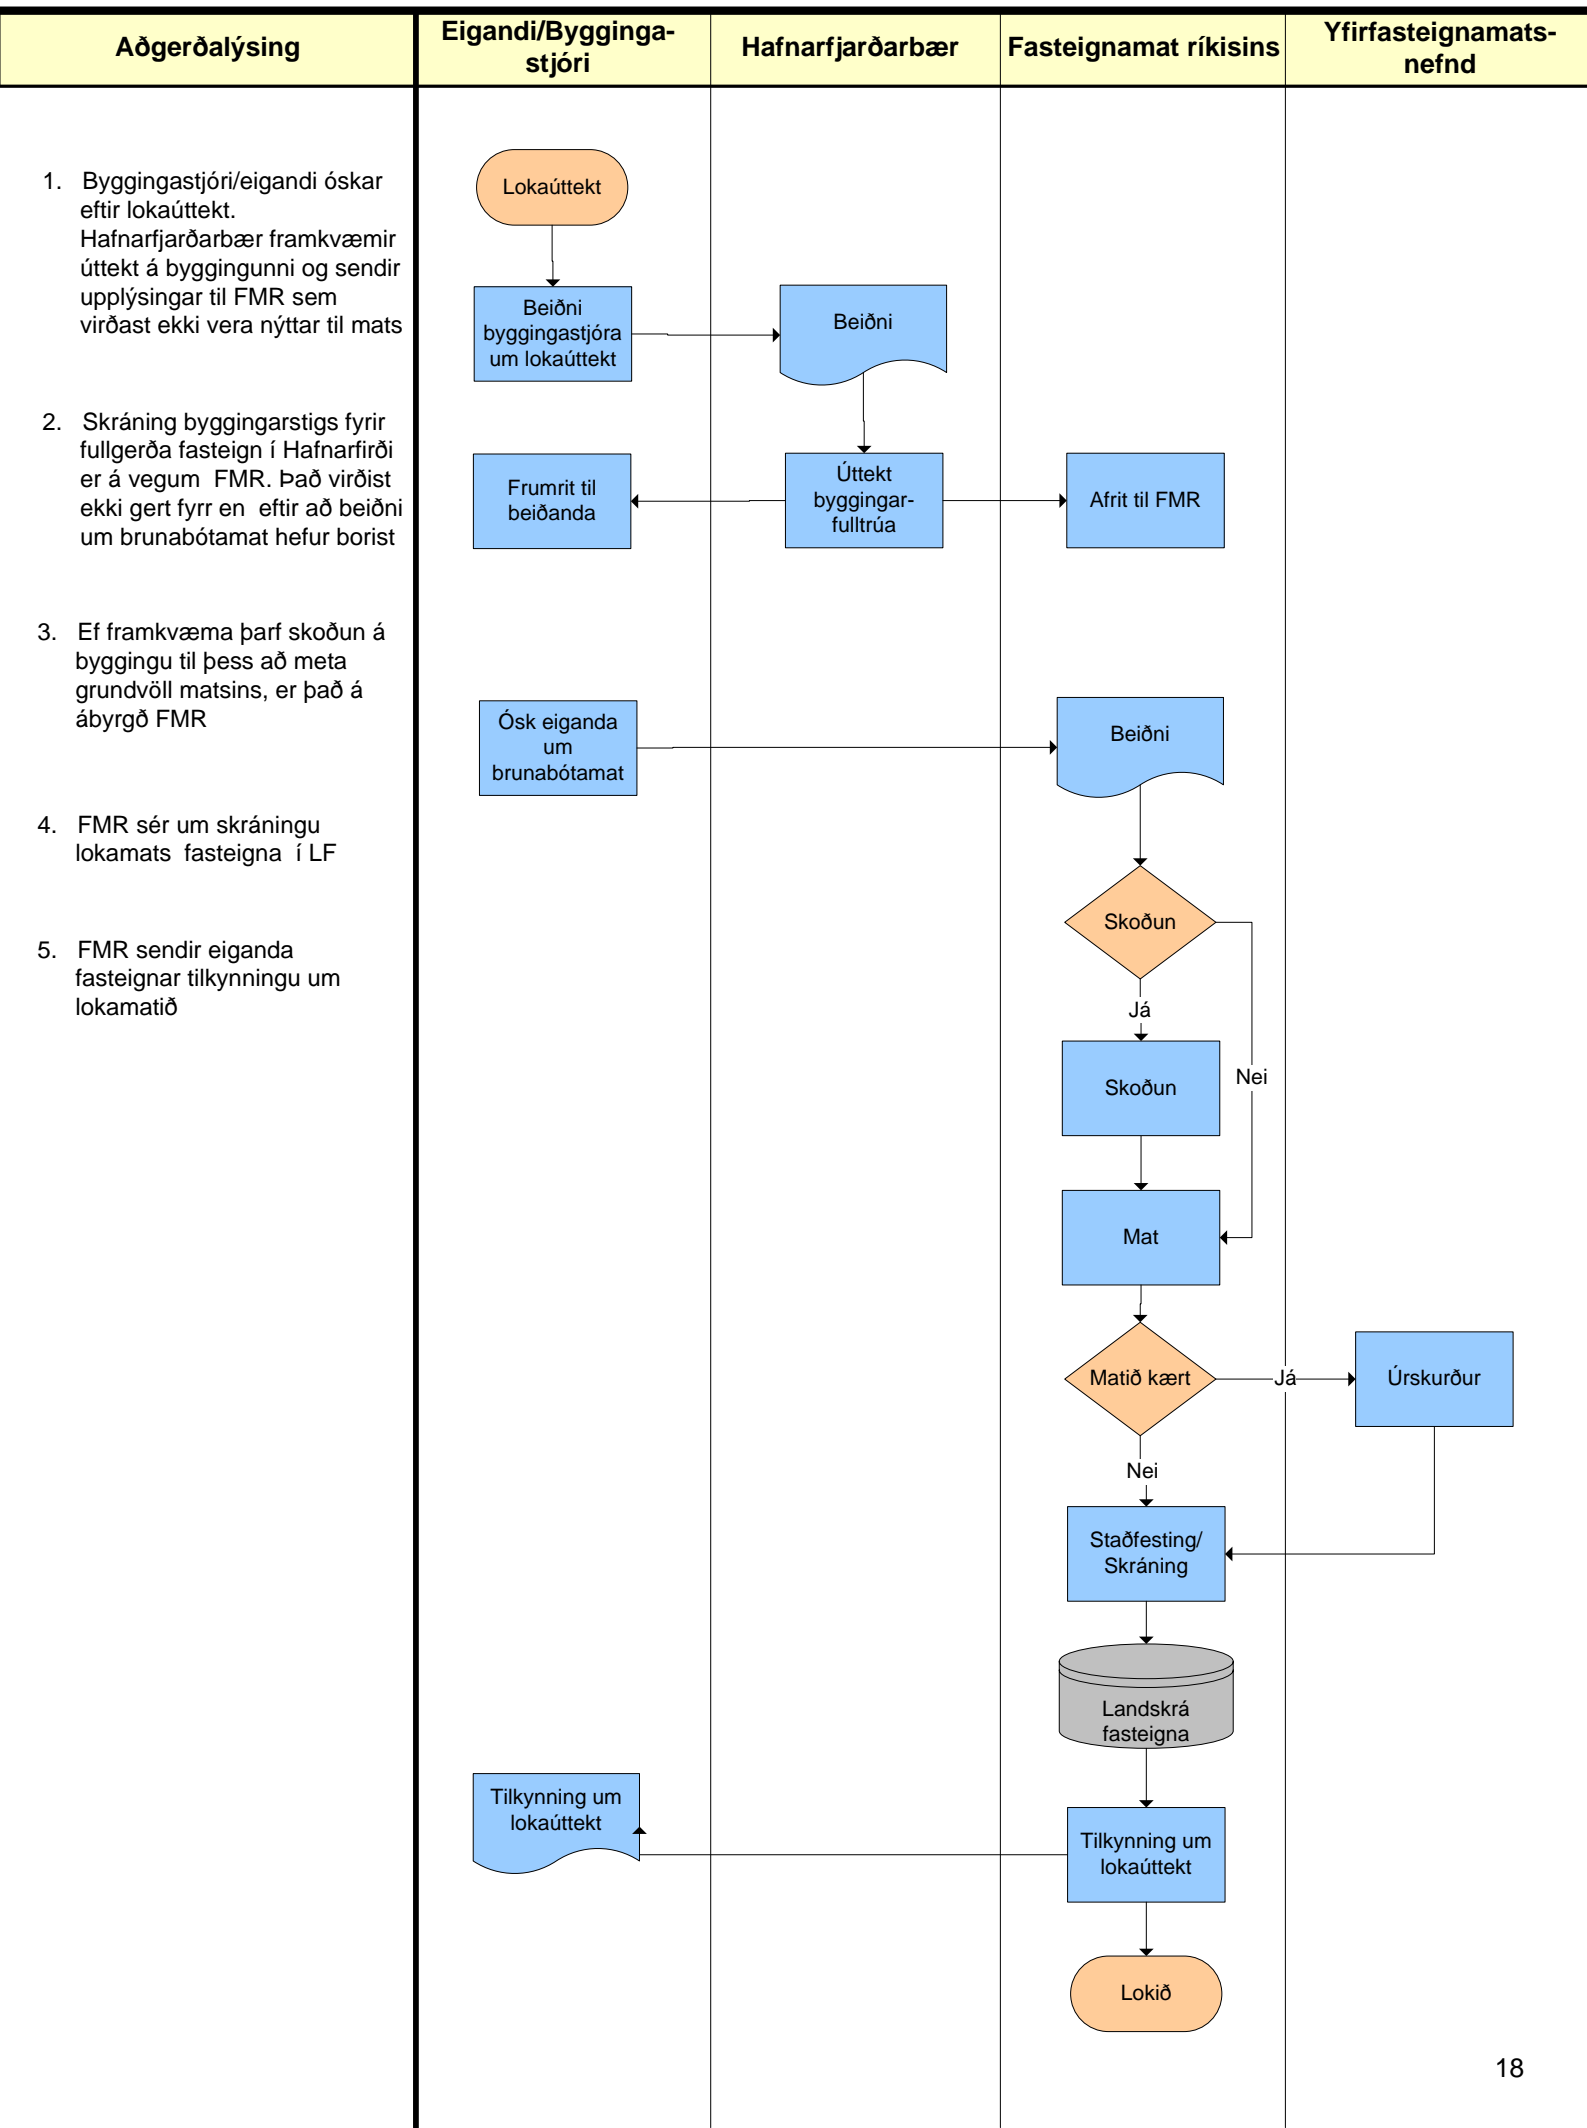 Aðgerðalýsing
Eigandi/Bygginga-
stjóri
Hafnarfjarðarbær
Fasteignamat ríkisins
Yfirfasteignamats-
nefnd
1. Byggingastjóri/eigandi óskar
eftir lokaúttekt.
Hafnarfjarðarbær framkvæmir
úttekt á byggingunni og sendir
upplýsingar til FMR sem
virðast ekki vera nýttar til mats
2. Skráning byggingarstigs fyrir
fullgerða fasteign í Hafnarfirði
er á vegum FMR. Það virðist
ekki gert fyrr en eftir að beiðni
um brunabótamat hefur borist
3. Ef framkvæma þarf skoðun á
byggingu til þess að meta
grundvöll matsins, er það á
ábyrgð FMR
4. FMR sér um skráningu
lokamats fasteigna í LF
5. FMR sendir eiganda
fasteignar tilkynningu um
lokamatið
Lokaúttekt
Beiðni
byggingastjóra
um lokaúttekt
Beiðni
Frumrit til
beiðanda
Úttekt
byggingar-
fulltrúa
Afrit til FMR
Ósk eiganda
um
brunabótamat
Beiðni
Skoðun
Já
Nei
Skoðun
Mat
Matið kært
Já
Úrskurður
Nei
Staðfesting/
Skráning
Landskrá
fasteigna
Tilkynning um
lokaúttekt
Tilkynning um
lokaúttekt
Lokið
18